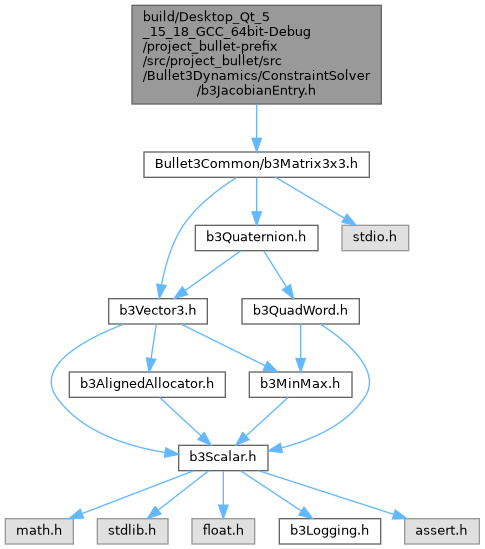 build/Desktop_Qt_5
_15_18_GCC_64bit-Debug
/project_bullet-prefix
/src/project_bullet/src
/Bullet3Dynamics/ConstraintSolver
/b3JacobianEntry.h
Bullet3Common/b3Matrix3x3.h
b3Quaternion.h
stdio.h
b3Vector3.h
b3QuadWord.h
b3AlignedAllocator.h
b3MinMax.h
b3Scalar.h
math.h
stdlib.h
float.h
b3Logging.h
assert.h